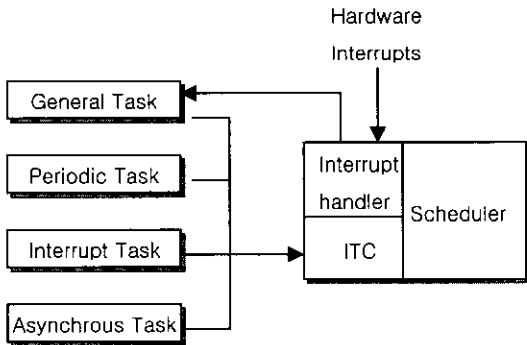 Hardware
Interrupts
General Task
Periodic Task
Interrupt Task
Asynchrous Task
Interrupt
handler
ITC
Scheduler